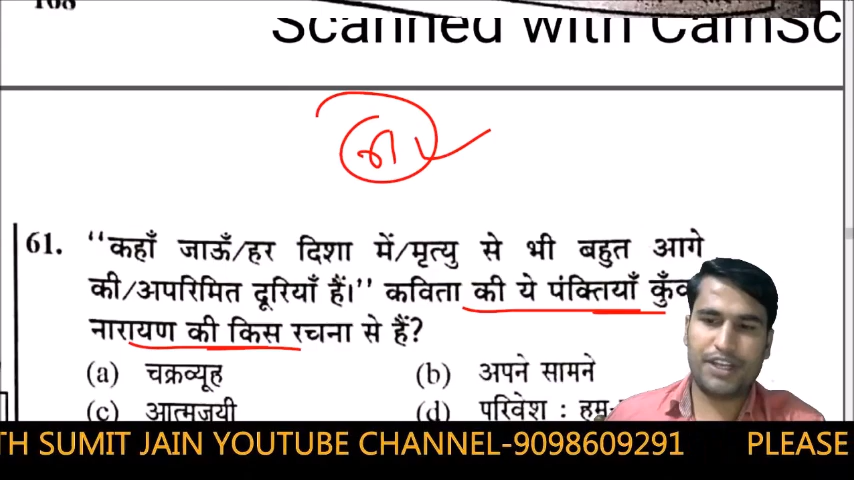 168
Scanned with CamSc
61. “कहाँ जाऊँ/हर दिशा में/मृत्यु से भी बहुत आगे
की/अपरिमित दूरियाँ हैं।” कविता की ये पंक्तियाँ
नारायण की किस रचना से हैं?
(a) चक्रव्यूह (b) अपने सामने
(c) आत्मजयी (d) परिवेश : हम
TH SUMIT JAIN YOUTUBE CHANNEL-9098609291 PLEASE